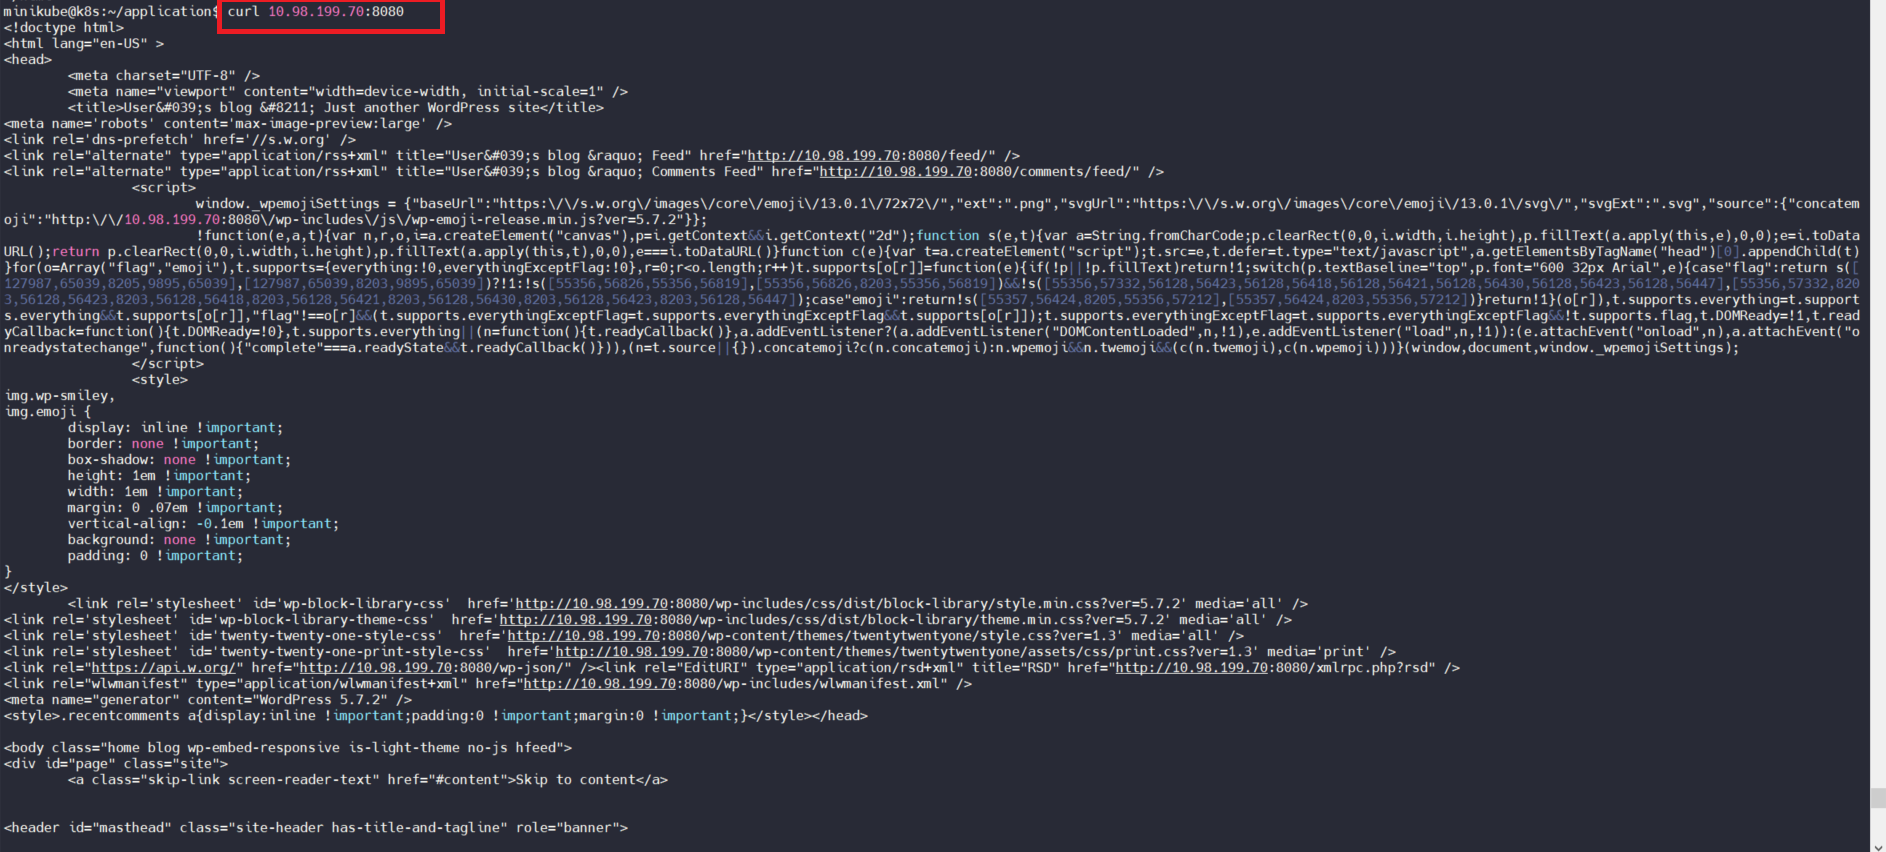 minikube@k8s:~/application$ curl 10.98.199.70:8080
<!doctype html>
<html lang="en-US" >
<head>
        <meta charset="UTF-8" />
        <meta name="viewport" content="width=device-width, initial-scale=1" />
        <title>User&#039;s blog &#8211; Just another WordPress site</title>
<meta name='robots' content='max-image-preview:large' />
<link rel='dns-prefetch' href='//s.w.org' />
<link rel="alternate" type="application/rss+xml" title="User&#039;s blog &raquo; Feed" href="http://10.98.199.70:8080/feed/" />
<link rel="alternate" type="application/rss+xml" title="User&#039;s blog &raquo; Comments Feed" href="http://10.98.199.70:8080/comments/feed/" />
                <script>
                        window._wpemojiSettings = {"baseUrl":"https:\/\/s.w.org\/images\/core\/emoji\/13.0.1\/72x72\/","ext":".png","svgUrl":"https:\/\/s.w.org\/images\/core\/emoji\/13.0.1\/svg\/","svgExt":".svg","source":{"concatem
oji":"http:\/\/10.98.199.70:8080\/wp-includes\/js\/wp-emoji-release.min.js?ver=5.7.2"}};
                        !function(e,a,t){var n,r,o,i=a.createElement("canvas"),p=i.getContext&&i.getContext("2d");function s(e,t){var a=String.fromCharCode;p.clearRect(0,0,i.width,i.height),p.fillText(a.apply(this,e),0,0);e=i.toData
URL();return p.clearRect(0,0,i.width,i.height),p.fillText(a.apply(this,t),0,0),e===i.toDataURL()}function c(e){var t=a.createElement("script");t.src=e,t.defer=t.type="text/javascript",a.getElementsByTagName("head")[0].appendChild(t)
}for(o=Array("flag","emoji"),t.supports={everything:!0,everythingExceptFlag:!0},r=0;r<o.length;r++)t.supports[o[r]]=function(e){if(!p||!p.fillText)return!1;switch(p.textBaseline="top",p.font="600 32px Arial",e){case"flag":return s([
127987,65039,8205,9895,65039],[127987,65039,8203,9895,65039])?!1:!s([55356,56826,55356,56819],[55356,56826,8203,55356,56819])&&!s([55356,57332,56128,56423,56128,56418,56128,56421,56128,56430,56128,56423,56128,56447],[55356,57332,820
3,56128,56423,8203,56128,56418,8203,56128,56421,8203,56128,56430,8203,56128,56423,8203,56128,56447]);case"emoji":return!s([55357,56424,8205,55356,57212],[55357,56424,8203,55356,57212])}return!1}(o[r]),t.supports.everything=t.support
s.everything&&t.supports[o[r]],"flag"!==o[r]&&(t.supports.everythingExceptFlag=t.supports.everythingExceptFlag&&t.supports[o[r]]);t.supports.everythingExceptFlag=t.supports.everythingExceptFlag&&!t.supports.flag,t.DOMReady=!1,t.read
yCallback=function(){t.DOMReady=!0},t.supports.everything||(n=function(){t.readyCallback()},a.addEventListener?(a.addEventListener("DOMContentLoaded",n,!1),e.addEventListener("load",n,!1)):(e.attachEvent("onload",n),a.attachEvent("o
nreadystatechange",function(){"complete"===a.readyState&&t.readyCallback()})),(n=t.source||{}).concatemoji?c(n.concatemoji):n.wpemoji&&n.twemoji&&(c(n.twemoji),c(n.wpemoji)))}(window,document,window._wpemojiSettings);
                </script>
                <style>
img.wp-smiley,
img.emoji {
        display: inline !important;
        border: none !important;
        box-shadow: none !important;
        height: 1em !important;
        width: 1em !important;
        margin: 0 .07em !important;
        vertical-align: -0.1em !important;
        background: none !important;
        padding: 0 !important;
}
</style>
        <link rel='stylesheet' id='wp-block-library-css'  href='http://10.98.199.70:8080/wp-includes/css/dist/block-library/style.min.css?ver=5.7.2' media='all' />
<link rel='stylesheet' id='wp-block-library-theme-css'  href='http://10.98.199.70:8080/wp-includes/css/dist/block-library/theme.min.css?ver=5.7.2' media='all' />
<link rel='stylesheet' id='twenty-twenty-one-style-css'  href='http://10.98.199.70:8080/wp-content/themes/twentytwentyone/style.css?ver=1.3' media='all' />
<link rel='stylesheet' id='twenty-twenty-one-print-style-css'  href='http://10.98.199.70:8080/wp-content/themes/twentytwentyone/assets/css/print.css?ver=1.3' media='print' />
<link rel="https://api.w.org/" href="http://10.98.199.70:8080/wp-json/" /><link rel="EditURI" type="application/rsd+xml" title="RSD" href="http://10.98.199.70:8080/xmlrpc.php?rsd" />
<link rel="wlwmanifest" type="application/wlwmanifest+xml" href="http://10.98.199.70:8080/wp-includes/wlwmanifest.xml" />
<meta name="generator" content="WordPress 5.7.2" />
<style>.recentcomments a{display:inline !important;padding:0 !important;margin:0 !important;}</style></head>
<body class="home blog wp-embed-responsive is-light-theme no-js hfeed">
<div id="page" class="site">
        <a class="skip-link screen-reader-text" href="#content">Skip to content</a>
<header id="masthead" class="site-header has-title-and-tagline" role="banner">